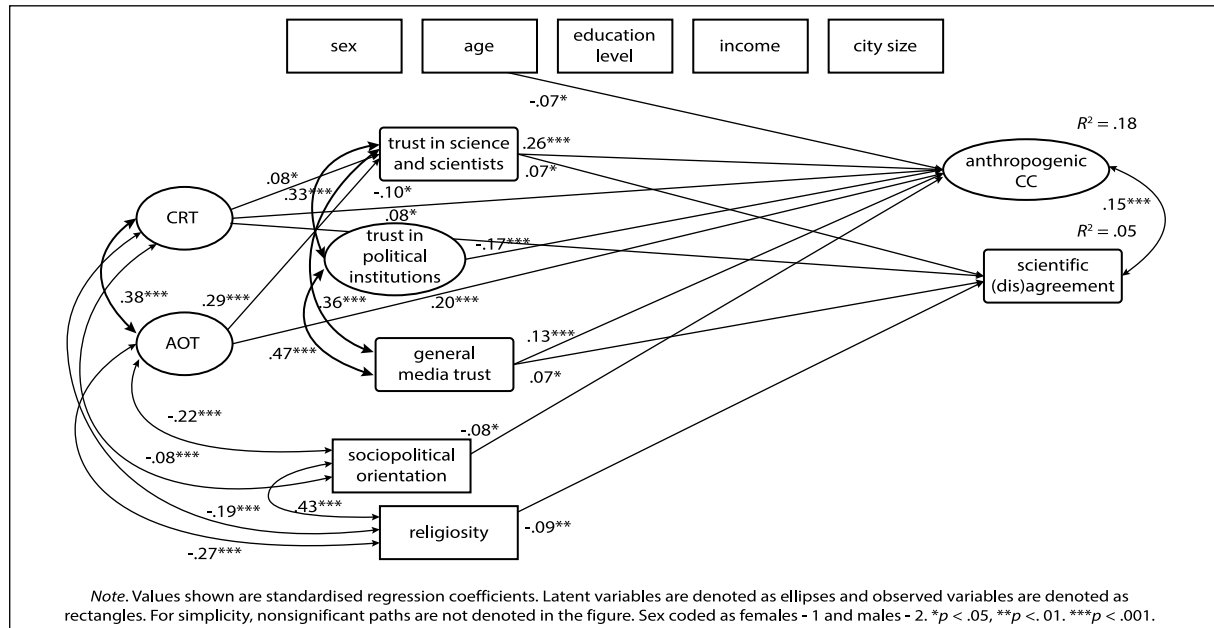 sex
age
education
level
income
city size
-.07*
R² = .18
trust in science
and scientists
.26***
.07*
anthropogenic
CC
.08*
.33***
-.10*
CRT
.08*
.15***
trust in
political
institutions
-.17***
R² = .05
scientific
(dis)agreement
.38***
.29***
.36***
.20***
AOT
.47***
general
media trust
.13***
.07*
-.22***
-.08*
sociopolitical
orientation
-.08***
.43***
-.19***
religiosity
-.09**
-.27***
Note. Values shown are standardised regression coefficients. Latent variables are denoted as ellipses and observed variables are denoted as
rectangles. For simplicity, nonsignificant paths are not denoted in the figure. Sex coded as females - 1 and males - 2. *p < .05, **p <. 01. ***p < .001.